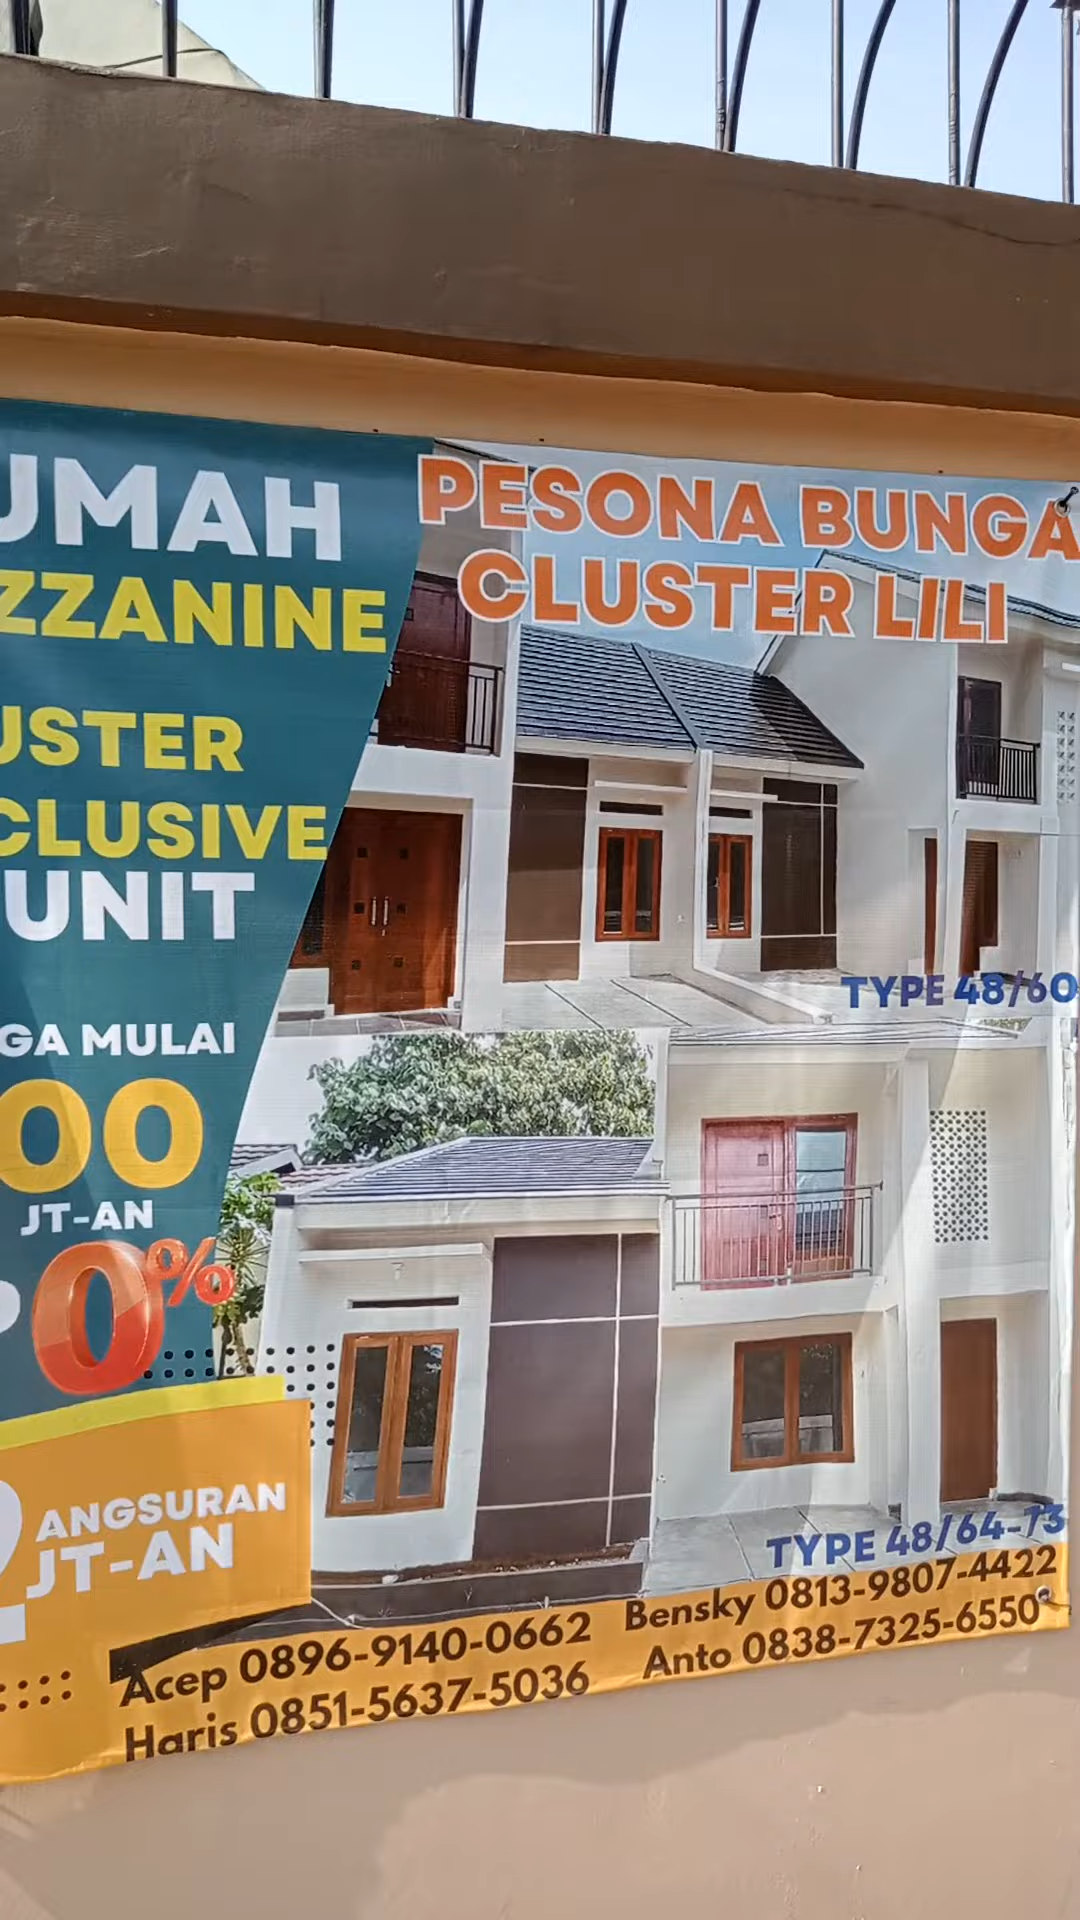 UMAH
ZZANINE
USTER
CLUSIVE
UNIT
GA MULAI
00
JT-AN
0%
2 ANGSURAN
JT-AN
PESONA BUNGA
CLUSTER LILI
TYPE 48/60
TYPE 48/64-73
Acep 0896-9140-0662 Bensky 0813-9807-4422
Haris 0851-5637-5036 Anto 0838-7325-6550